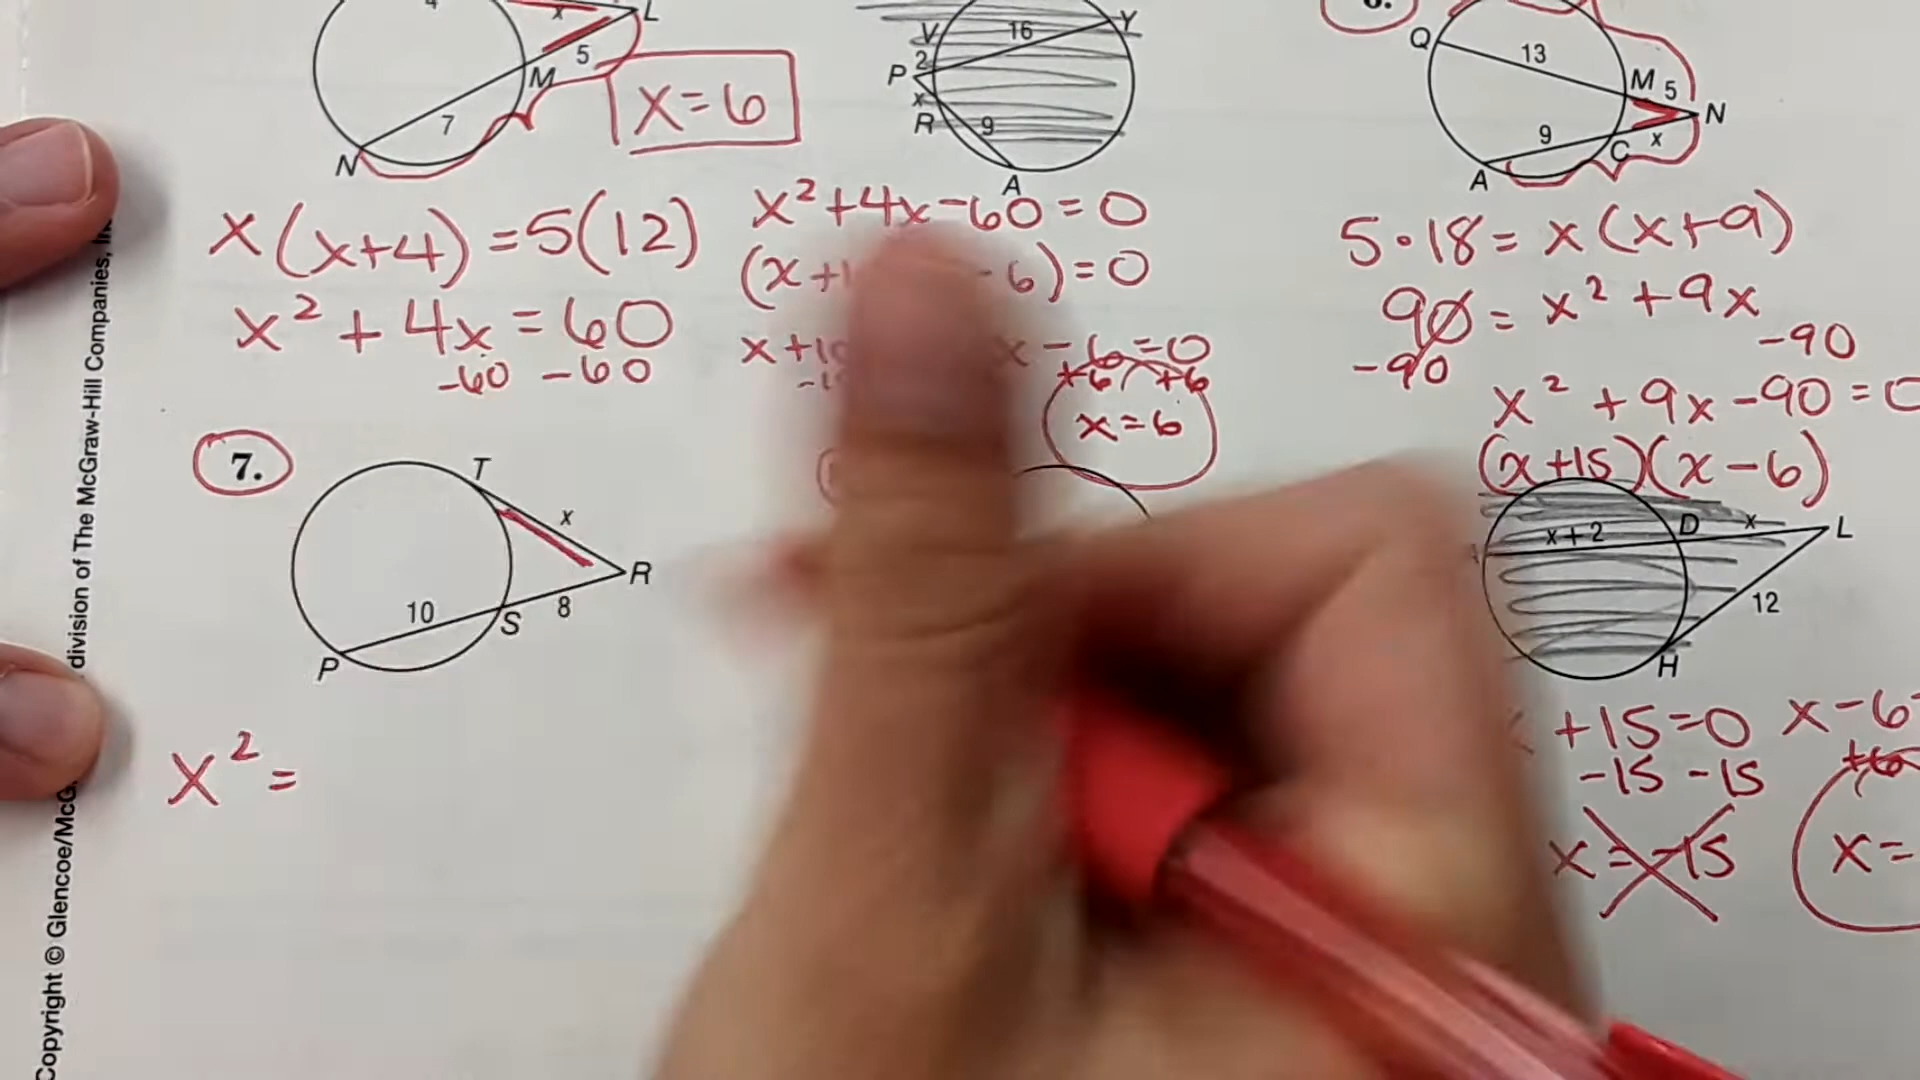 4
x
L
5
M
7
N
x=6
V
16
Y
2
P
x
R
9
A
Q
13
M
5
N
9
C
x
A
x(x+4)=5(12)
x²+4x=60
-60 -60
x²+4x-60=0
-6)=0
x-6=0
+6 +6
x=6
5·18=x(x+9)
90=x²+9x
-90 -90
x²+9x-90=0
(x+15)(x-6)
7.
T
x
R
10
S
8
P
x+2
D
x
L
12
H
x²=
+15=0
-15 -15
x=-15
x-6
+6
x=
Copyright © Glencoe/McG
division of The McGraw-Hill Companies,